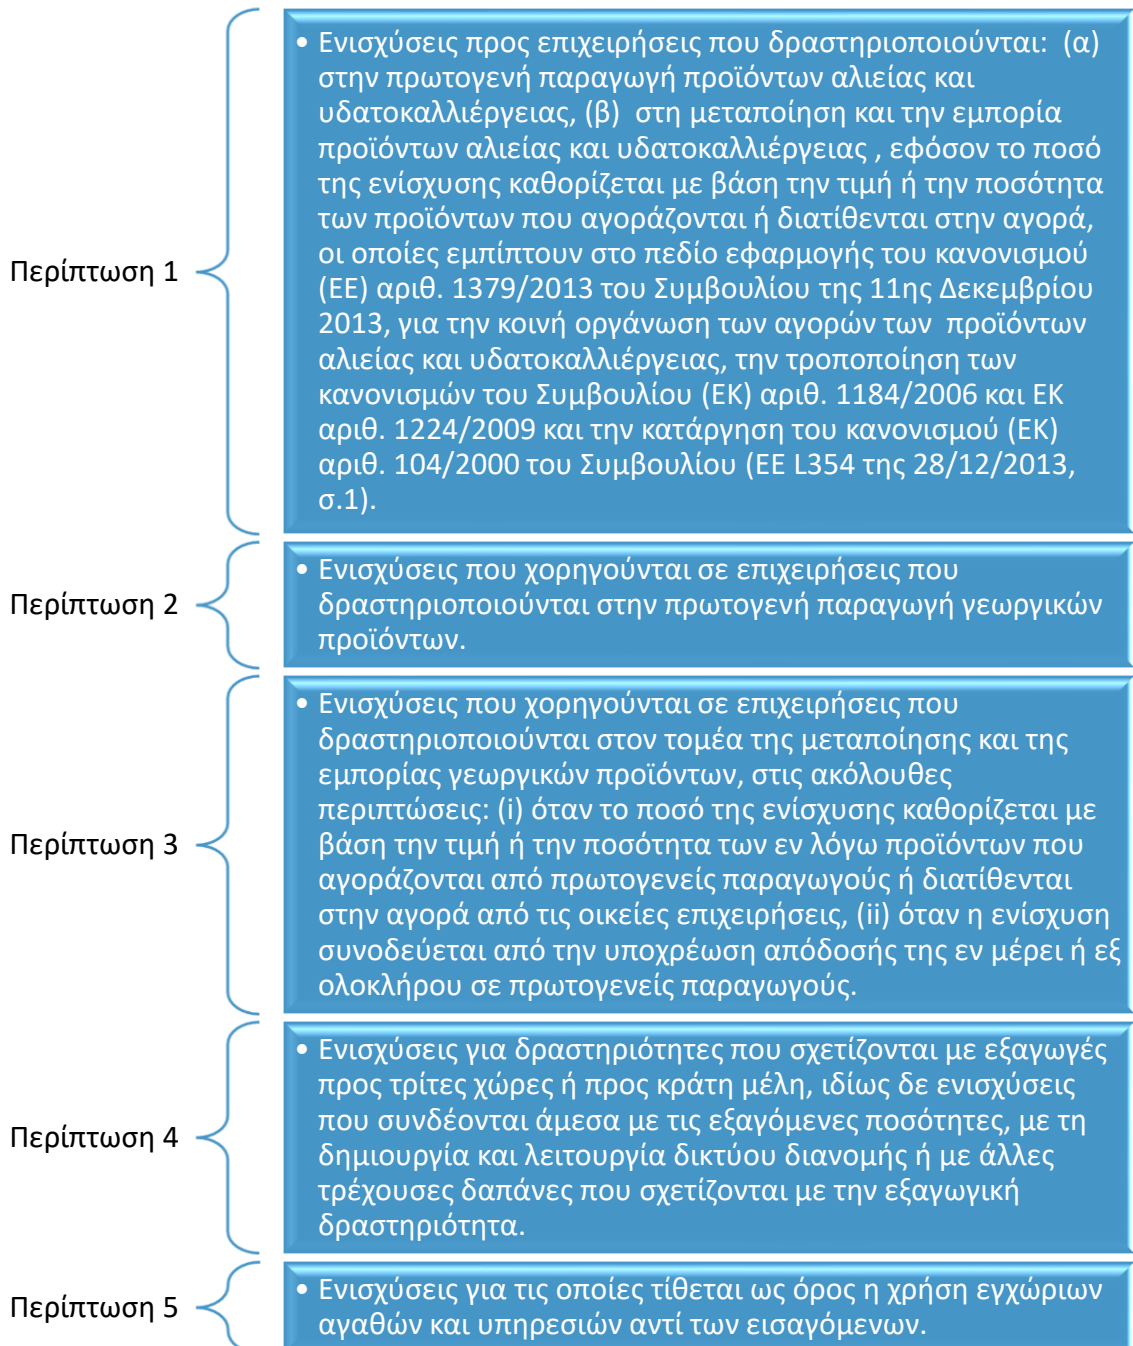 Περίπτωση 1
• Ενισχύσεις προς επιχειρήσεις που δραστηριοποιούνται: (α)
στην πρωτογενή παραγωγή προϊόντων αλιείας και
υδατοκαλλιέργειας, (β) στη μεταποίηση και την εμπορία
προϊόντων αλιείας και υδατοκαλλιέργειας , εφόσον το ποσό
της ενίσχυσης καθορίζεται με βάση την τιμή ή την ποσότητα
των προϊόντων που αγοράζονται ή διατίθενται στην αγορά,
οι οποίες εμπίπτουν στο πεδίο εφαρμογής του κανονισμού
(ΕΕ) αριθ. 1379/2013 του Συμβουλίου της 11ης Δεκεμβρίου
2013, για την κοινή οργάνωση των αγορών των προϊόντων
αλιείας και υδατοκαλλιέργειας, την τροποποίηση των
κανονισμών του Συμβουλίου (ΕΚ) αριθ. 1184/2006 και ΕΚ
αριθ. 1224/2009 και την κατάργηση του κανονισμού (ΕΚ)
αριθ. 104/2000 του Συμβουλίου (ΕΕ L354 της 28/12/2013,
σ.1).
Περίπτωση 2
• Ενισχύσεις που χορηγούνται σε επιχειρήσεις που
δραστηριοποιούνται στην πρωτογενή παραγωγή γεωργικών
προϊόντων.
Περίπτωση 3
• Ενισχύσεις που χορηγούνται σε επιχειρήσεις που
δραστηριοποιούνται στον τομέα της μεταποίησης και της
εμπορίας γεωργικών προϊόντων, στις ακόλουθες
περιπτώσεις: (i) όταν το ποσό της ενίσχυσης καθορίζεται με
βάση την τιμή ή την ποσότητα των εν λόγω προϊόντων που
αγοράζονται από πρωτογενείς παραγωγούς ή διατίθενται
στην αγορά από τις οικείες επιχειρήσεις, (ii) όταν η ενίσχυση
συνοδεύεται από την υποχρέωση απόδοσής της εν μέρει ή εξ
ολοκλήρου σε πρωτογενείς παραγωγούς.
Περίπτωση 4
• Ενισχύσεις για δραστηριότητες που σχετίζονται με εξαγωγές
προς τρίτες χώρες ή προς κράτη μέλη, ιδίως δε ενισχύσεις
που συνδέονται άμεσα με τις εξαγόμενες ποσότητες, με τη
δημιουργία και λειτουργία δικτύου διανομής ή με άλλες
τρέχουσες δαπάνες που σχετίζονται με την εξαγωγική
δραστηριότητα.
Περίπτωση 5
• Ενισχύσεις για τις οποίες τίθεται ως όρος η χρήση εγχώριων
αγαθών και υπηρεσιών αντί των εισαγόμενων.